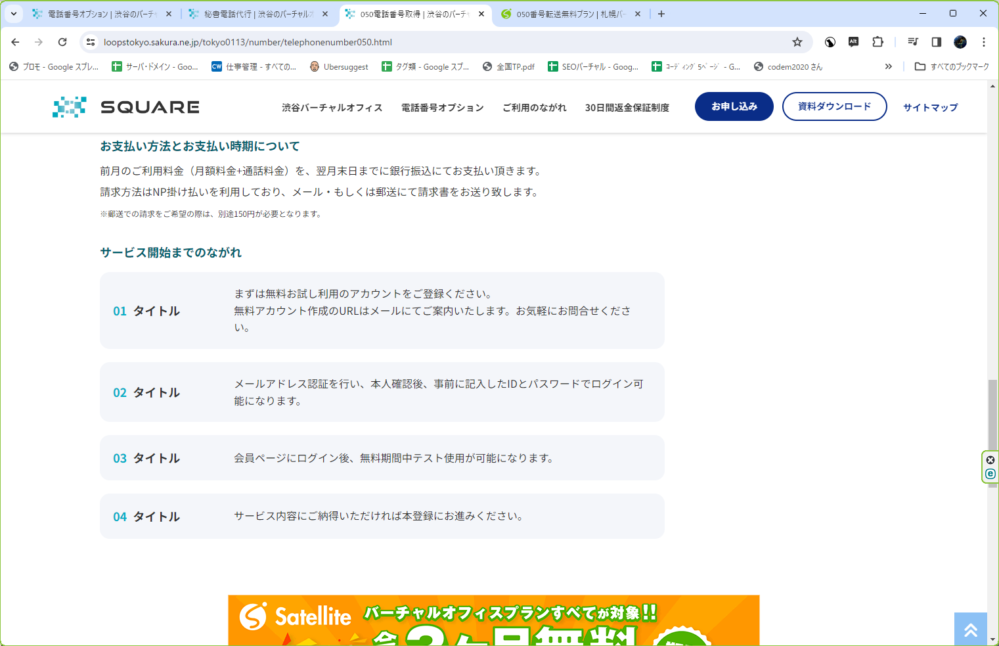 電話番号オプション | 渋谷のバーチャ
秘書電話代行 | 渋谷のバーチャルオ
050電話番号取得 | 渋谷のバーチャ
050番号転送無料プラン | 札幌バー
loopstokyo.sakura.ne.jp/tokyo0113/number/telephonenumber050.html
プロモ - Google スプレ...
サーバ・ドメイン - Goo...
CW 仕事管理 - すべての...
Ubersuggest
タグ類 - Google スプ...
全国TP.pdf
SEOバーチャル - Goog...
コーディング 5ページ - G...
codem2020 さん
すべてのブックマーク
SQUARE
渋谷バーチャルオフィス
電話番号オプション
ご利用のながれ
30日間返金保証制度
お申し込み
資料ダウンロード
サイトマップ
お支払い方法とお支払い時期について
前月のご利用料金（月額料金+通話料金）を、翌月末日までに銀行振込にてお支払い頂きます。
請求方法はNP掛け払いを利用しており、メール・もしくは郵送にて請求書をお送り致します。
※郵送での請求をご希望の際は、別途150円が必要となります。
サービス開始までのながれ
01 タイトル
まずは無料お試し利用のアカウントをご登録ください。
無料アカウント作成のURLはメールにてご案内いたします。お気軽にお問合せくださ
い。
02 タイトル
メールアドレス認証を行い、本人確認後、事前に記入したIDとパスワードでログイン可
能になります。
03 タイトル
会員ページにログイン後、無料期間中テスト使用が可能になります。
04 タイトル
サービス内容にご納得いただければ本登録にお進みください。
Satellite
バーチャルオフィスプランすべてが対象!!
今3ヶ月無料